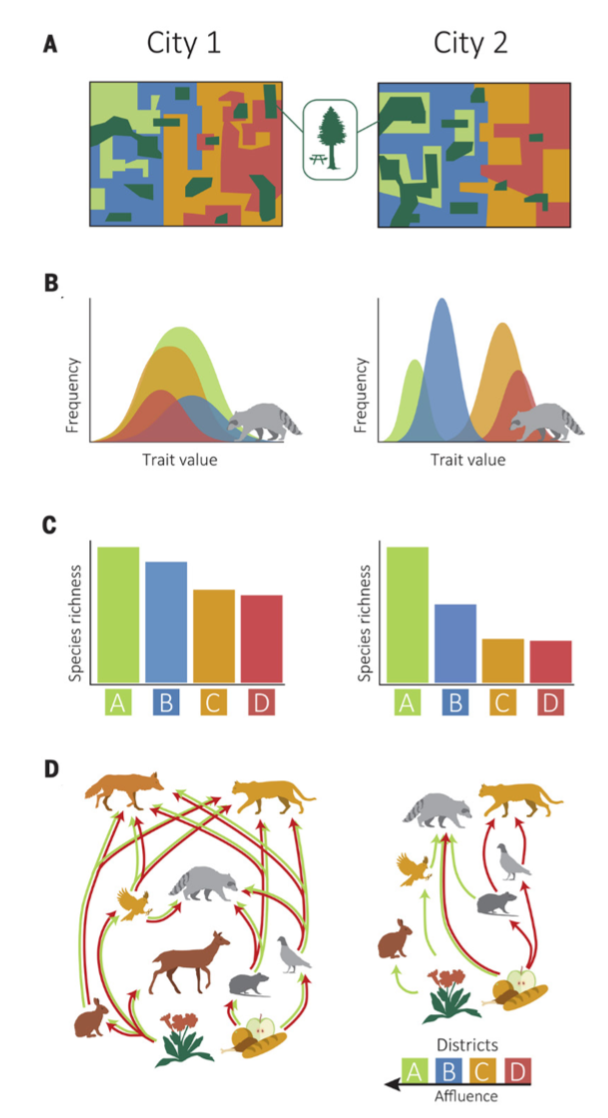 A
City 1
City 2
B
Frequency
Trait value
Frequency
Trait value
C
Species richness
A B C D
Species richness
A B C D
D
Districts
A B C D
Affluence